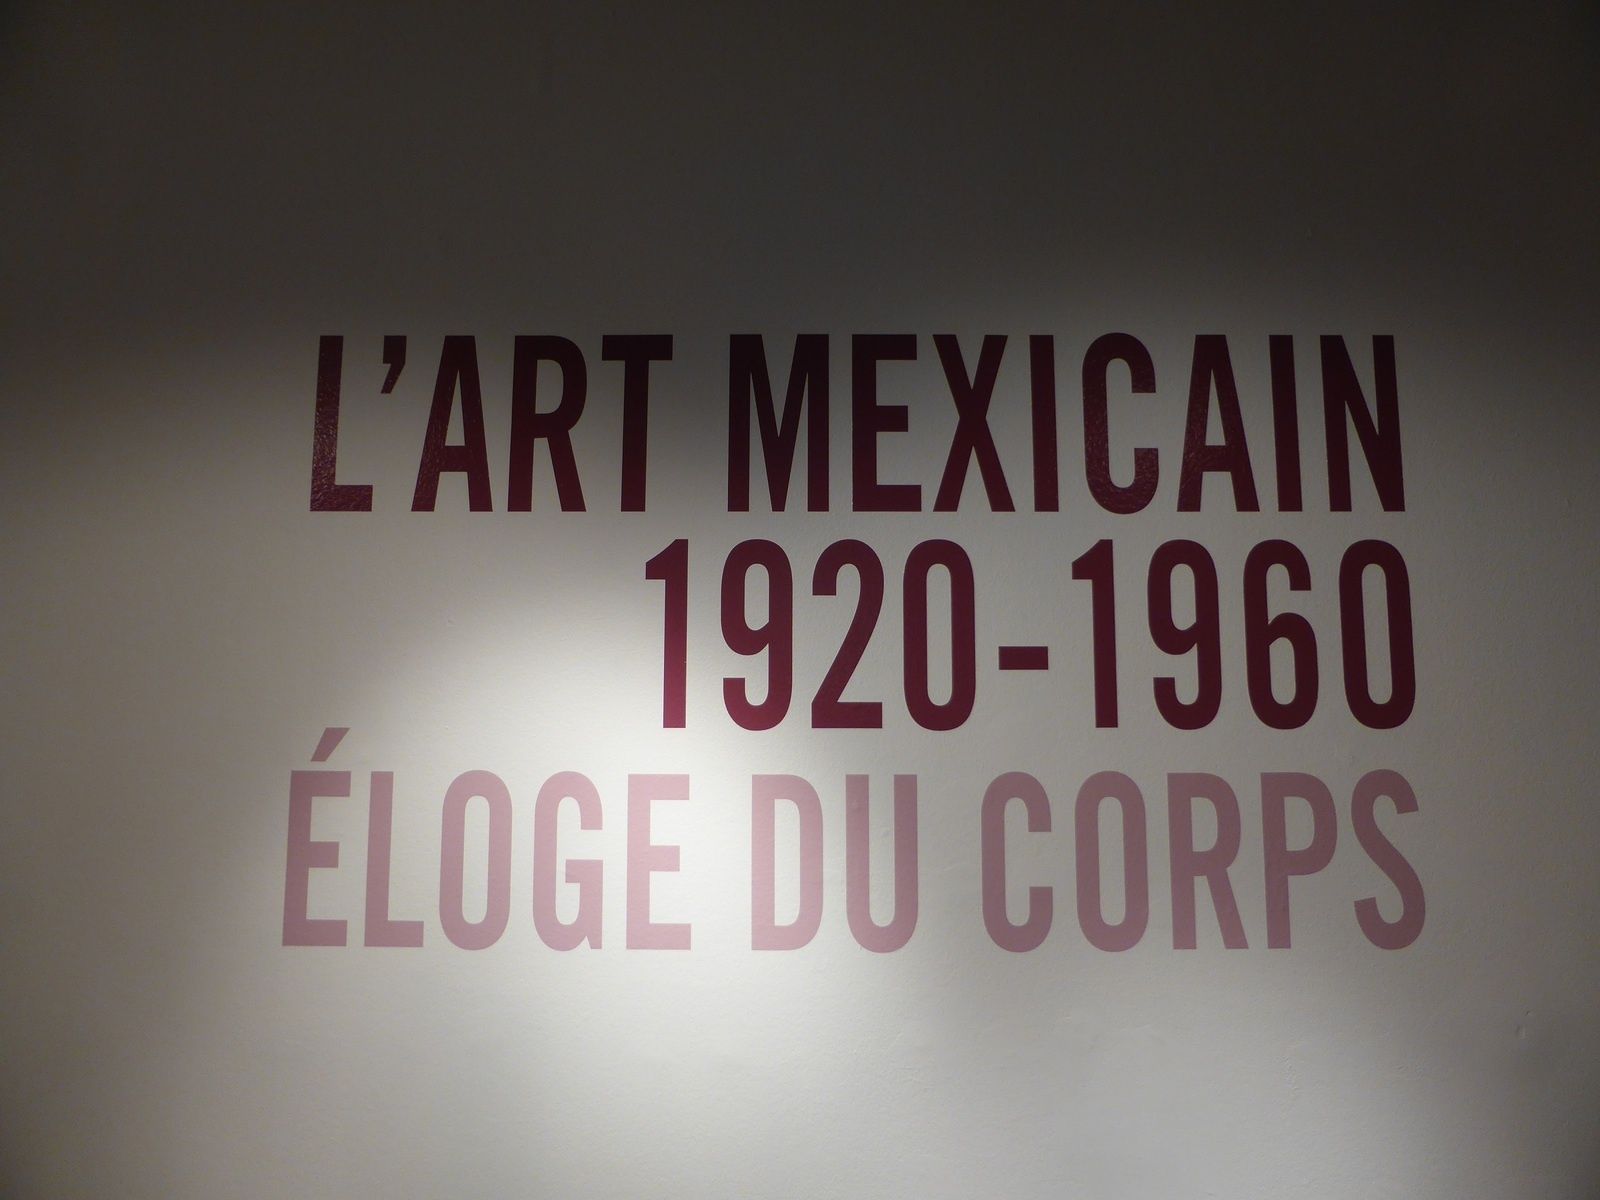 L'ART MEXICAIN
1920-1960
ÉLOGE DU CORPS